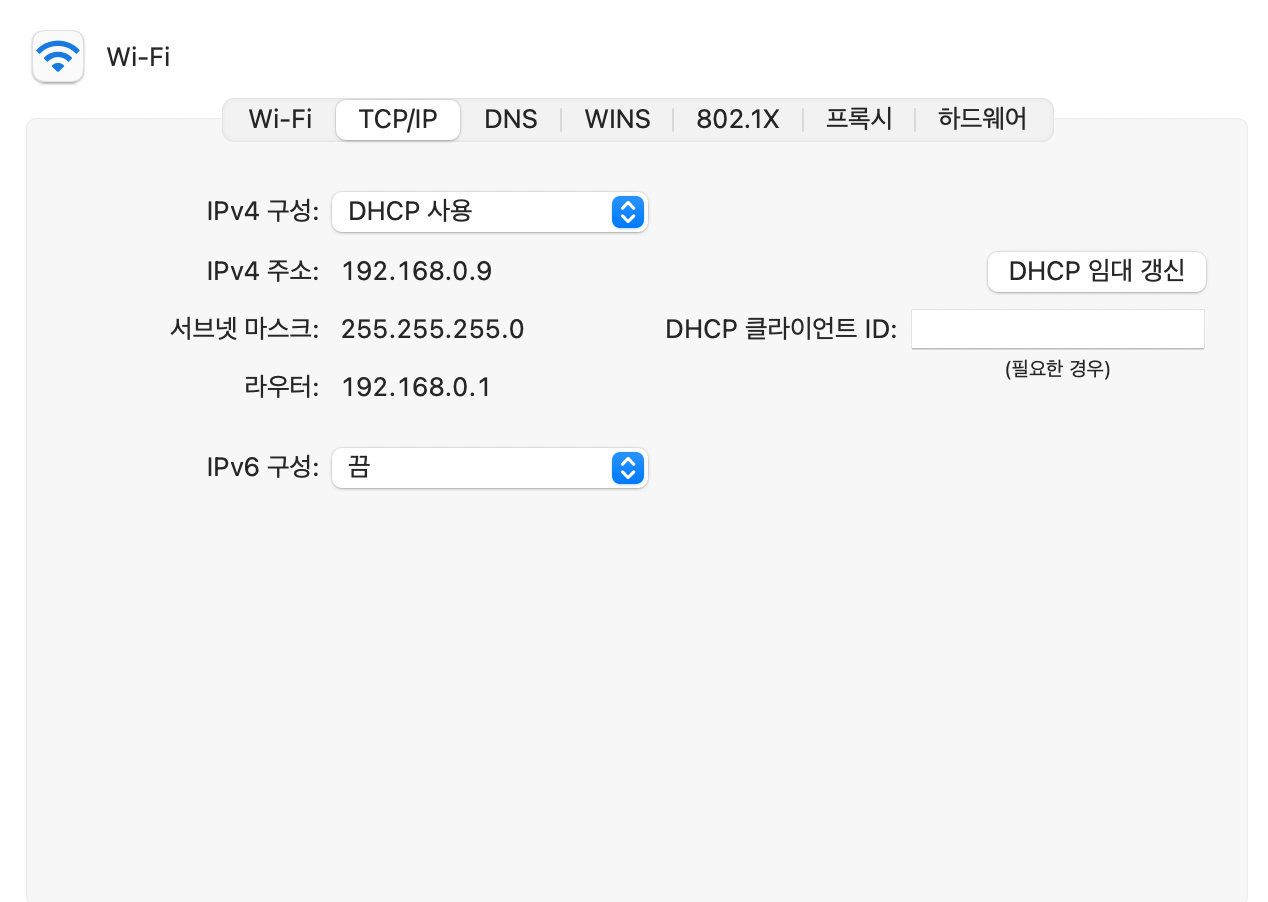 Wi-Fi
Wi-Fi TCP/IP DNS WINS 802.1X 프록시 하드웨어
IPv4 구성: DHCP 사용
IPv4 주소: 192.168.0.9 DHCP 임대 갱신
서브넷 마스크: 255.255.255.0 DHCP 클라이언트 ID:
(필요한 경우)
라우터: 192.168.0.1
IPv6 구성: 끔